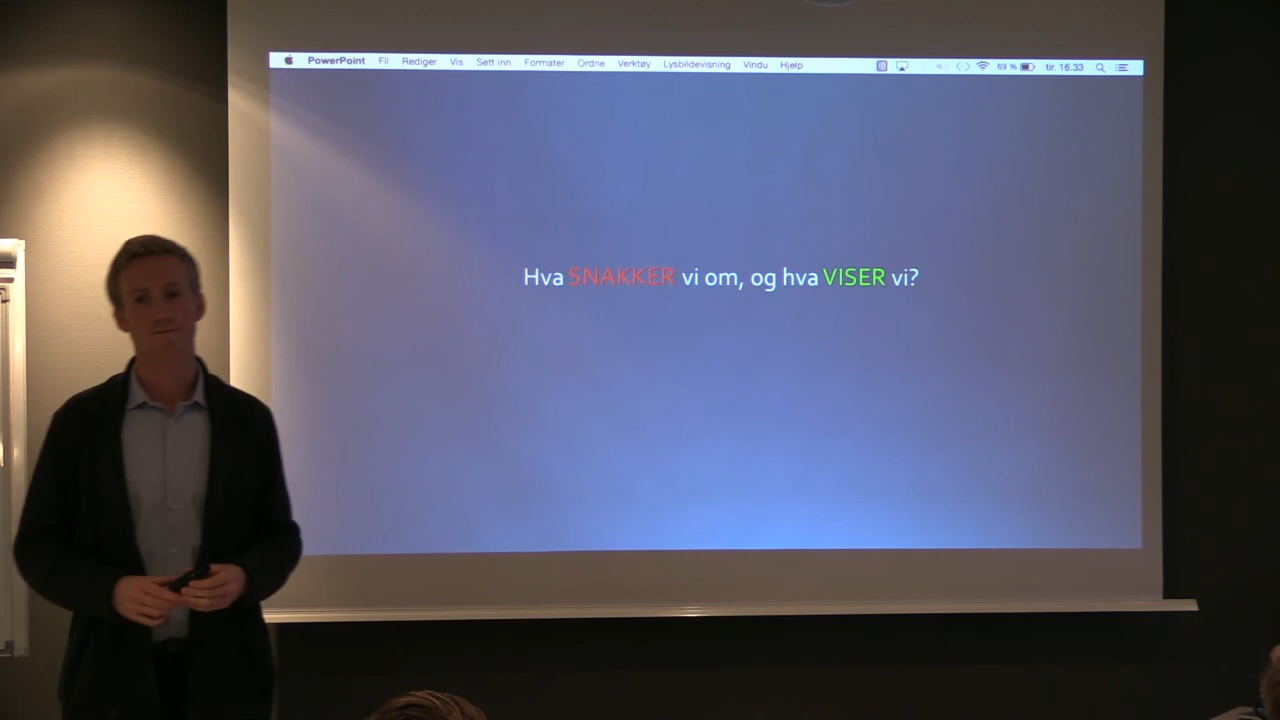 PowerPoint Fil Rediger Vis Sett inn Formater Ordne Verktøy Lysbildevisning Vindu Hjelp 69 % tir. 16.33
Hva SNAKKER vi om, og hva VISER vi?